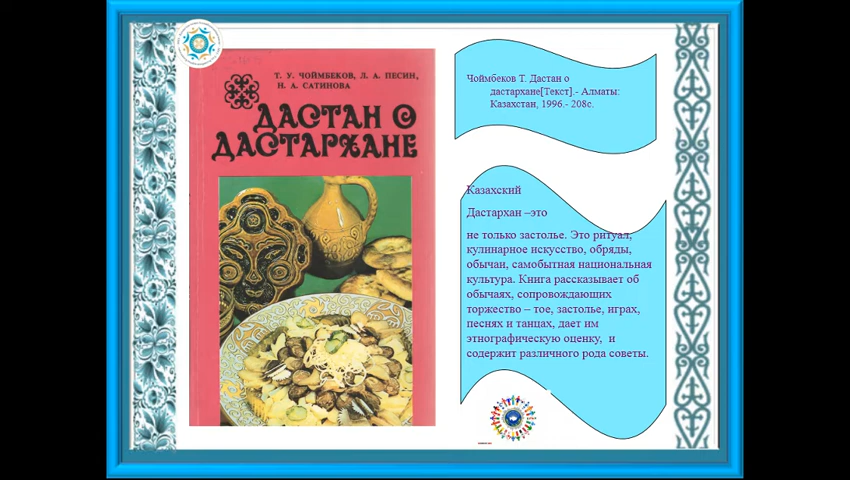 Т. У. ЧОЙМБЕКОВ, Л. А. ПЕСИН,
Н. А. САТИНОВА
ДАСТАН О
ДАСТАРХАНЕ
Чоймбеков Т. Дастан о
дастархане[Текст].- Алматы:
Казахстан, 1996.- 208с.
Казахский
Дастархан –это
не только застолье. Это ритуал,
кулинарное искусство, обряды,
обычаи, самобытная национальная
культура. Книга рассказывает об
обычаях, сопровождающих
торжество – тое, застолье, играх,
песнях и танцах, дает им
этнографическую оценку,  и
содержит различного рода советы.